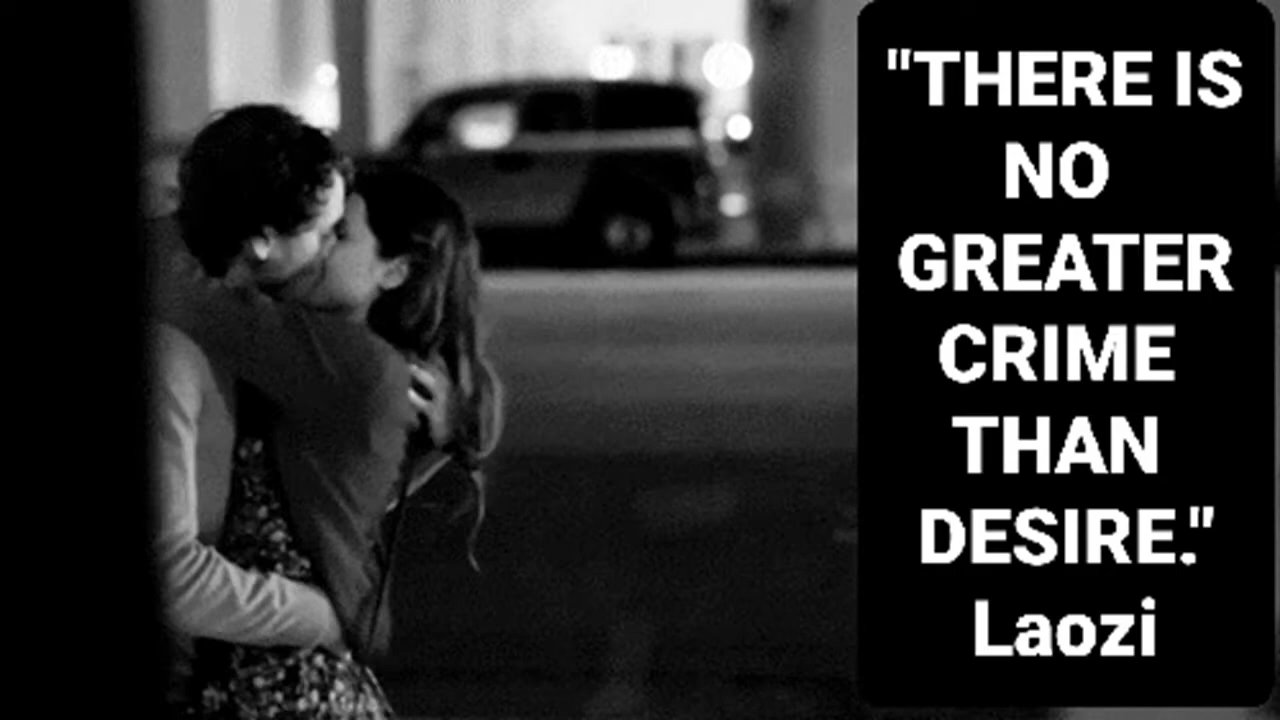 "THERE IS
NO
GREATER
CRIME
THAN
DESIRE."
Laozi